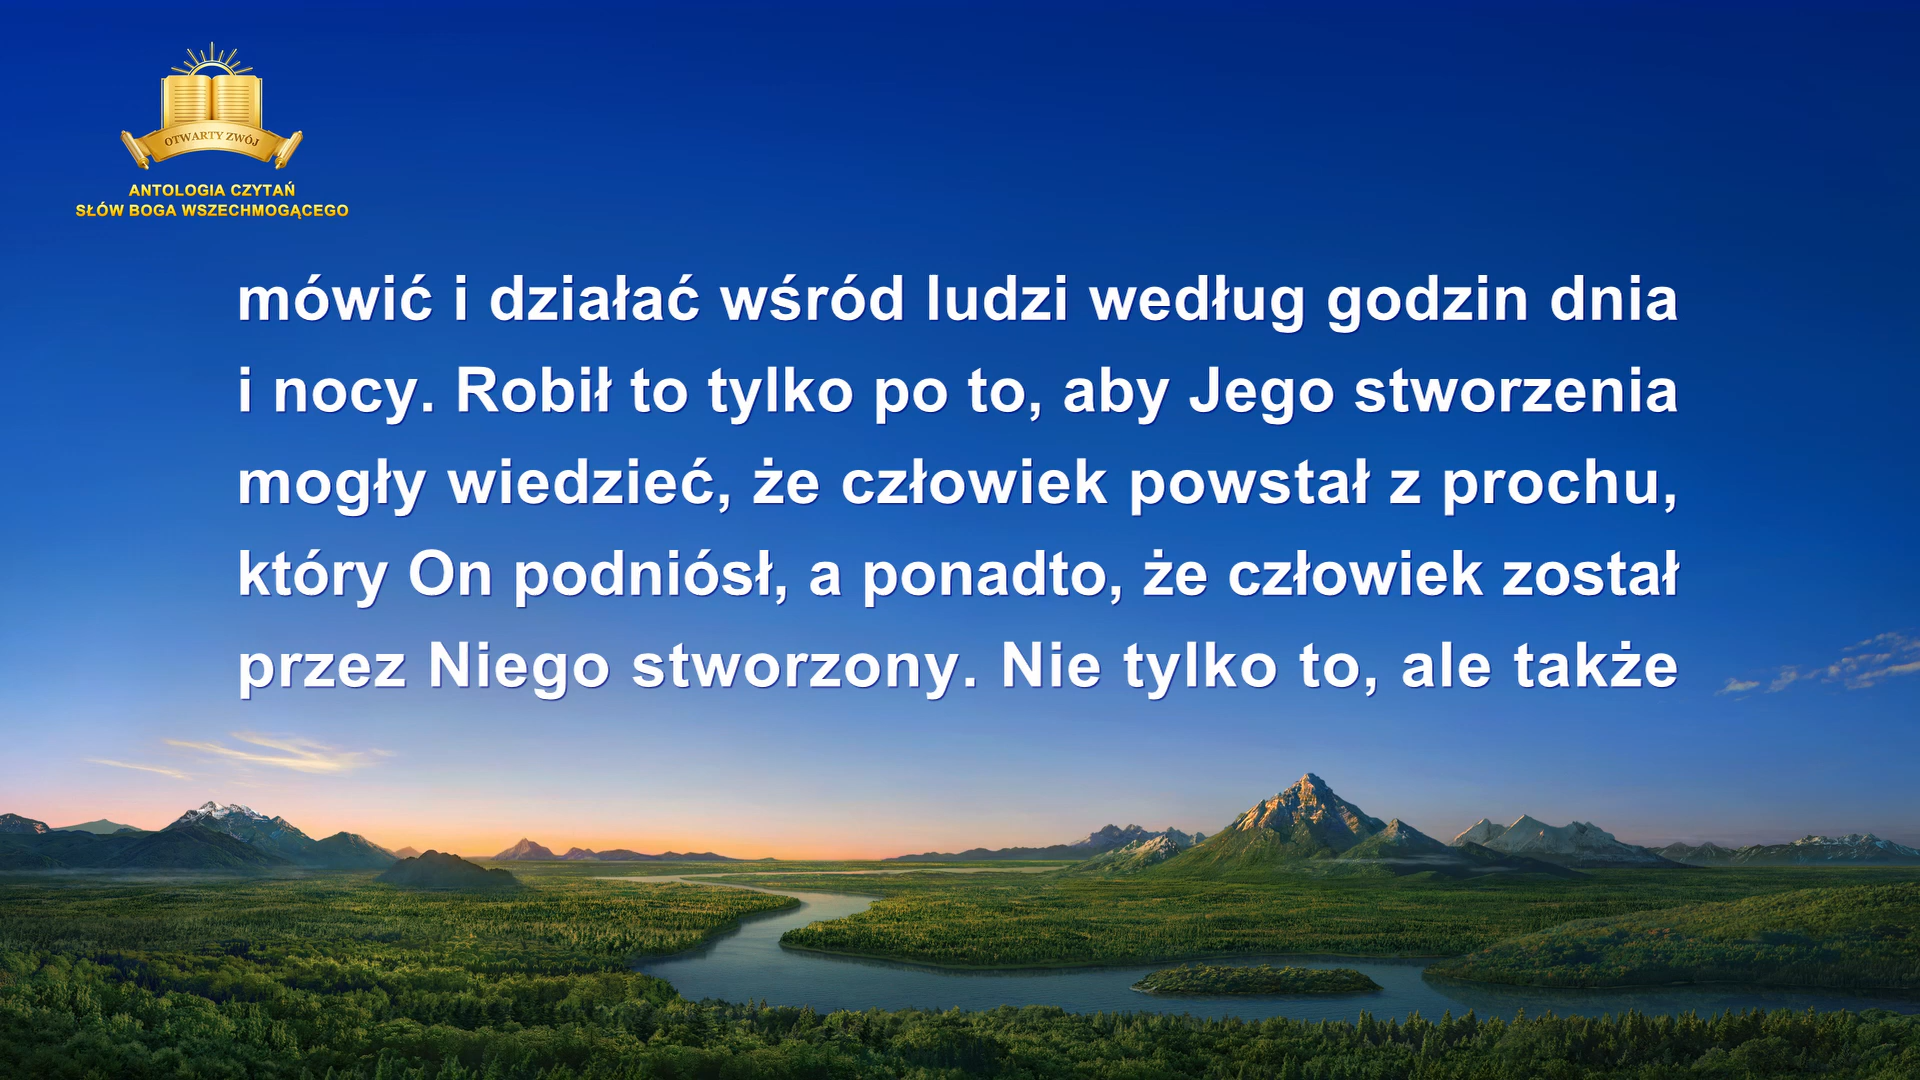 OTWARTY ZWÓJ
ANTOLOGIA CZYTAŃ
SŁÓW BOGA WSZECHMOGĄCEGO
mówić i działać wśród ludzi według godzin dnia
i nocy. Robił to tylko po to, aby Jego stworzenia
mogły wiedzieć, że człowiek powstał z prochu,
który On podniósł, a ponadto, że człowiek został
przez Niego stworzony. Nie tylko to, ale także